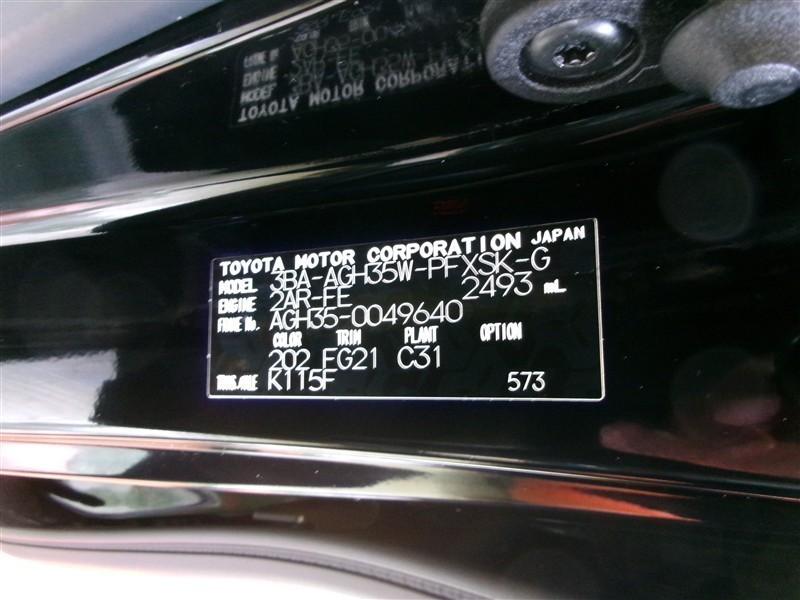 TOYOTA MOTOR CORPORATION JAPAN
MODEL 3BA-AGH35W-PFXSK-G
ENGINE 2AR-FE 2493 mL
FRAME No. AGH35-0049640
COLOR TRIM PLANT OPTION
202 EG21 C31
TRANS./AXLE K115F 573